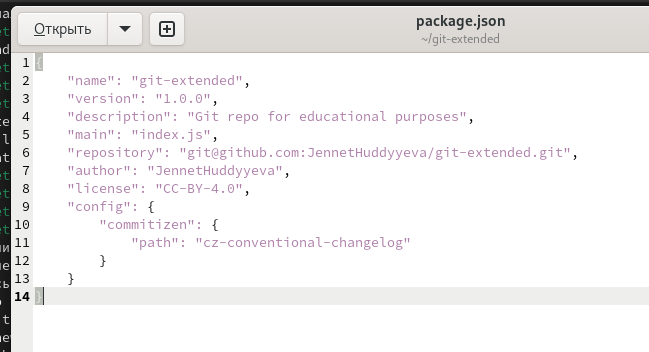 Открыть
package.json
~/git-extended
1 {
2 "name": "git-extended",
3 "version": "1.0.0",
4 "description": "Git repo for educational purposes",
5 "main": "index.js",
6 "repository": "git@github.com:JennetHuddyyeva/git-extended.git",
7 "author": "JennetHuddyyeva",
8 "license": "CC-BY-4.0",
9 "config": {
10 "commitizen": {
11 "path": "cz-conventional-changelog"
12 }
13 }
14 }